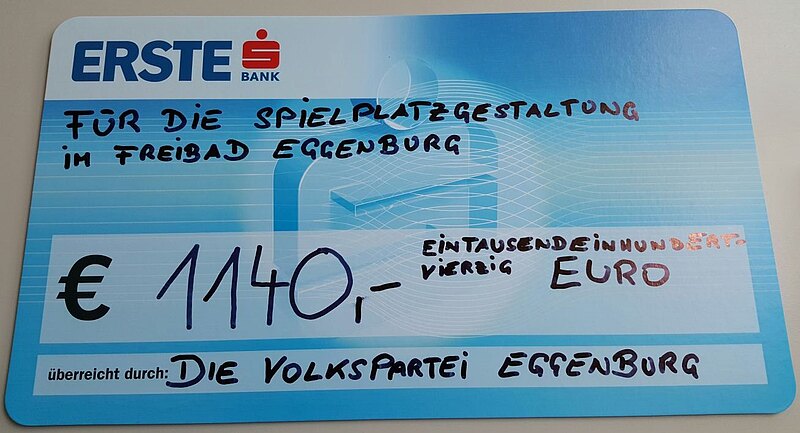 ERSTE BANK
FÜR DIE SPIELPLATZGESTALTUNG
im FREIBAD EGGENBURG
€ 1140,- EINTAUSENDEINHUNDERT-
VIERZIG EURO
überreicht durch: DIE VOLKSPARTEI EGGENBURG